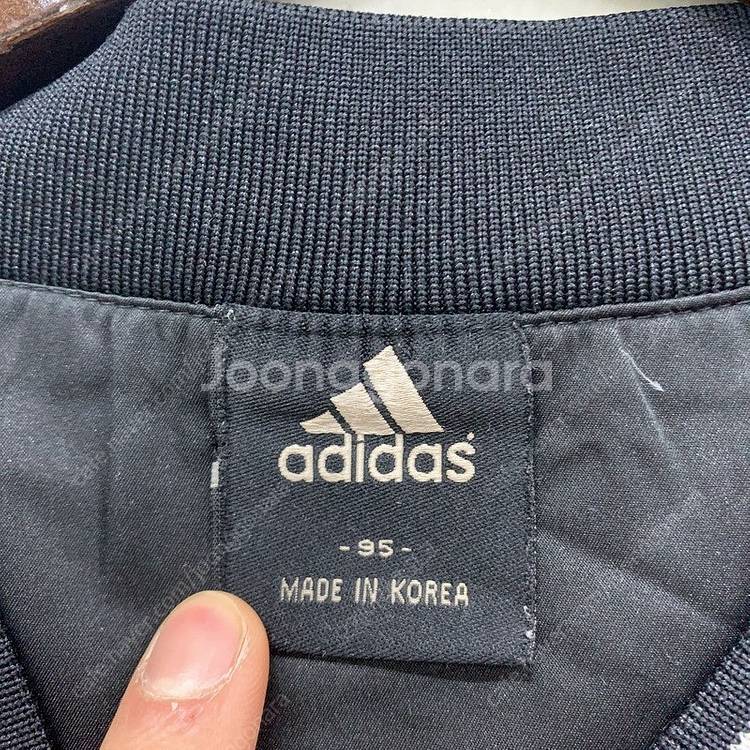 Joonggonara
adidas
- 95 -
MADE IN KOREA